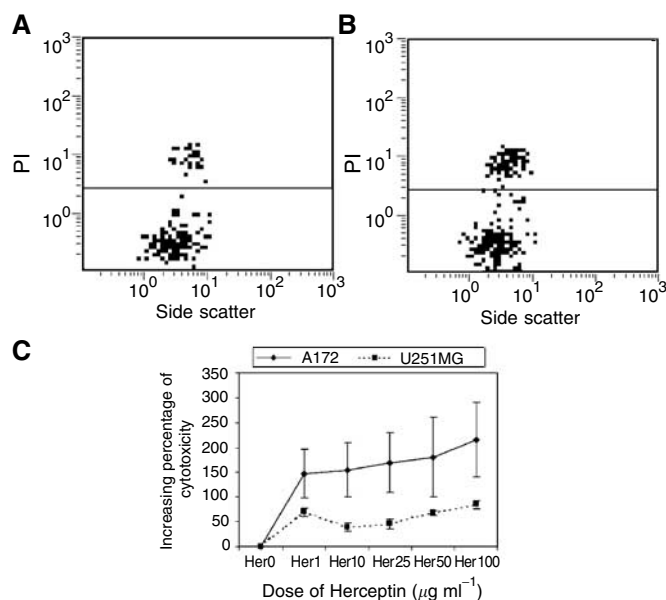 A
B
10³
10³
10²
10²
PI
PI
10¹
10¹
10⁰
10⁰
10⁰ 10¹ 10² 10³
10⁰ 10¹ 10² 10³
Side scatter
Side scatter
C
A172 U251MG
Increasing percentage of
cytotoxicity
350
300
250
200
150
100
50
0
Her0 Her1 Her10 Her25 Her50 Her100
Dose of Herceptin (μg ml⁻¹)